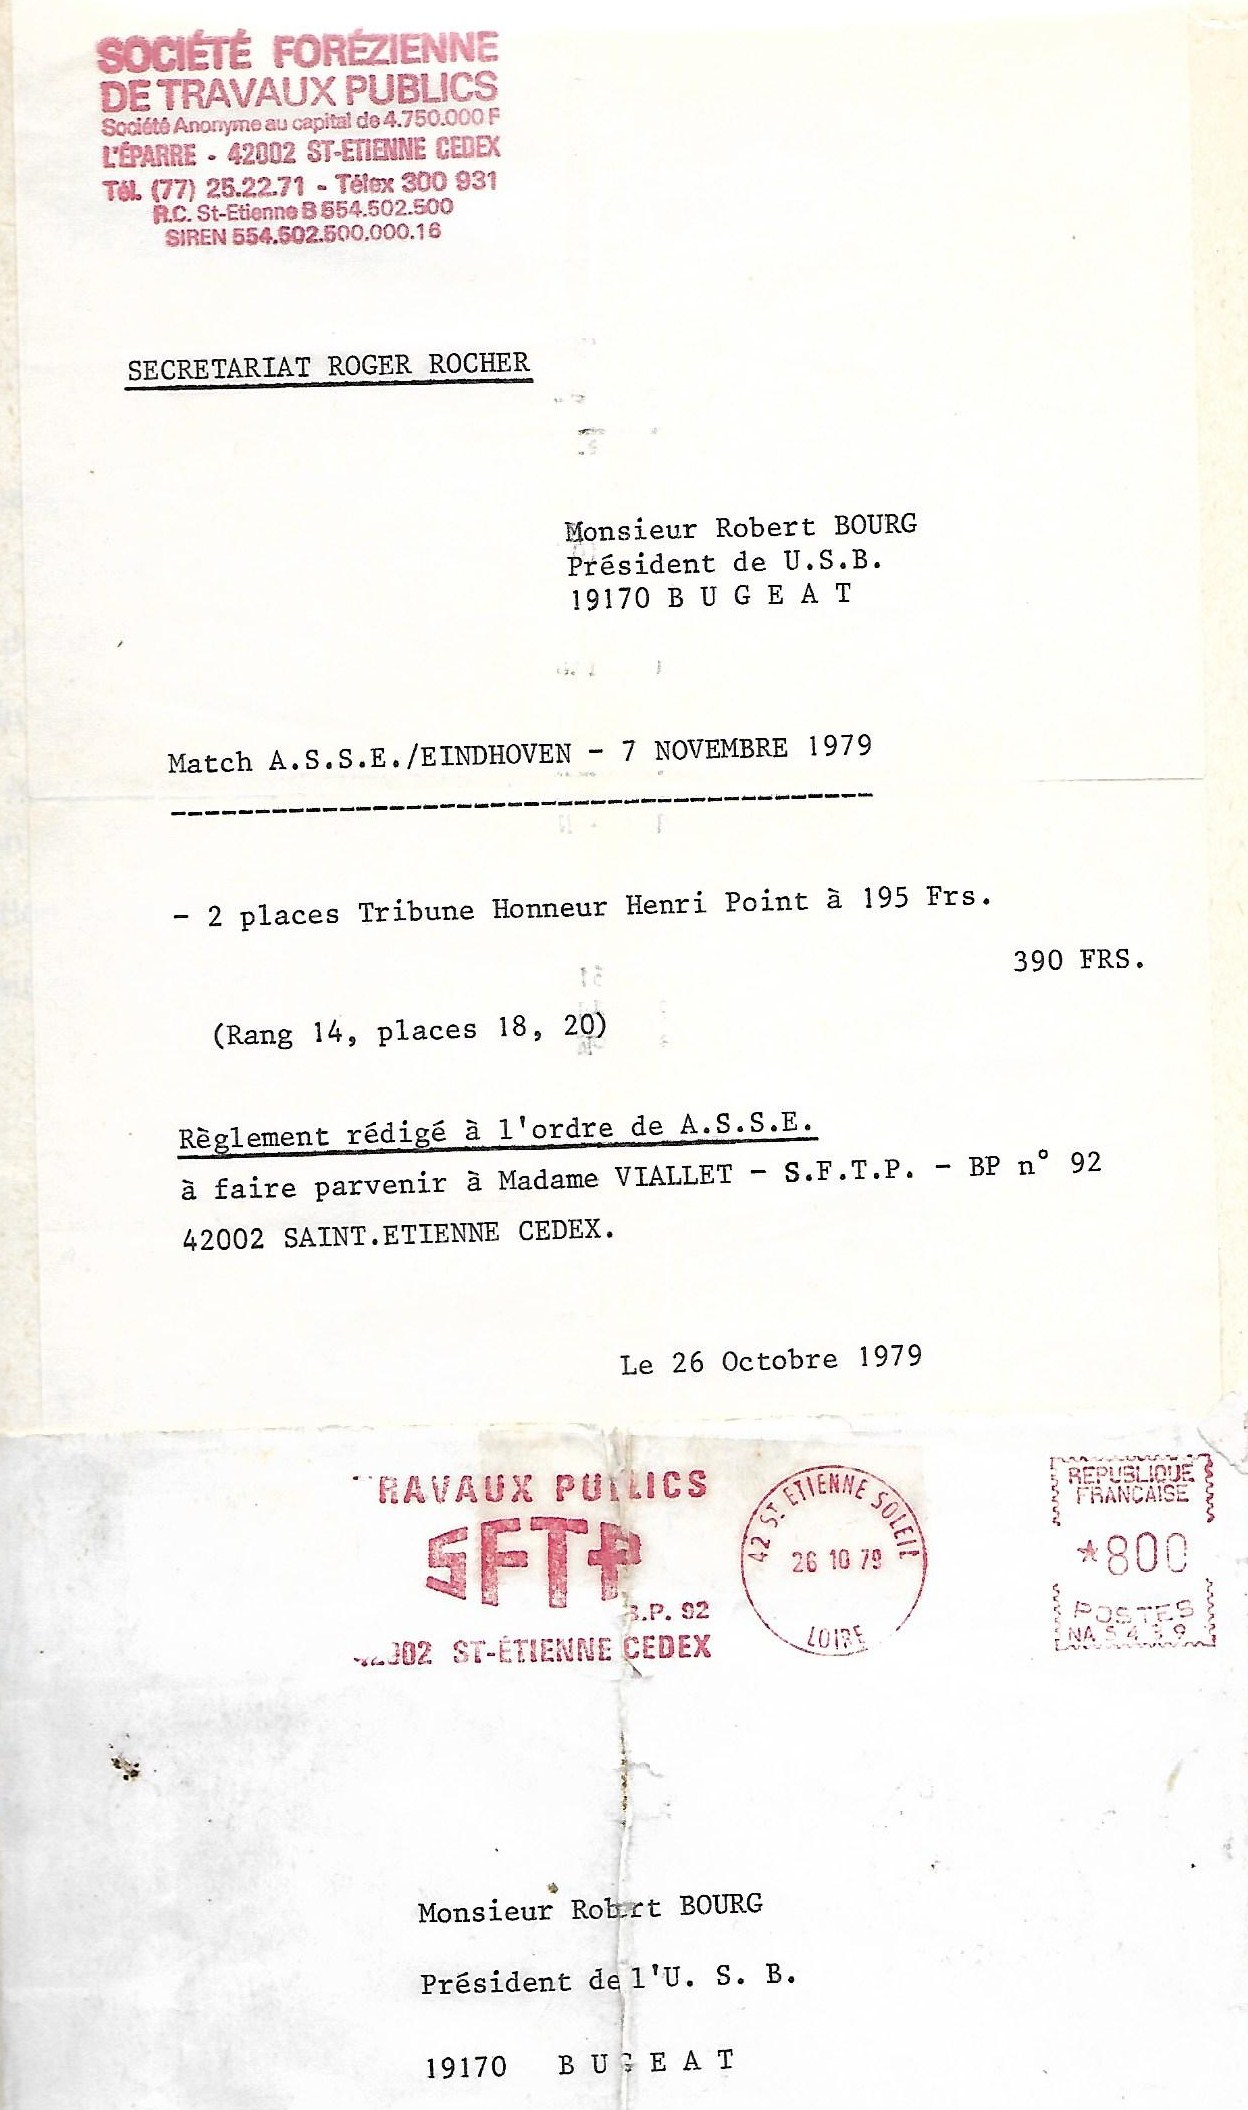 SOCIÉTÉ FORÉZIENNE
DE TRAVAUX PUBLICS
Société Anonyme au capital de 4.750.000 F
L'ÉPARRE - 42002 ST-ETIENNE CEDEX
Tél. (77) 25.22.71 - Télex 300 931
R.C. St-Etienne B 554.502.500
SIREN 554.502.500.000.16
SECRETARIAT ROGER ROCHER
Monsieur Robert BOURG
Président de U.S.B.
19170 B U G E A T
Match A.S.S.E./EINDHOVEN - 7 NOVEMBRE 1979
- 2 places Tribune Honneur Henri Point à 195 Frs.
390 FRS.
(Rang 14, places 18, 20)
Règlement rédigé à l'ordre de A.S.S.E.
à faire parvenir à Madame VIALLET - S.F.T.P. - BP n° 92
42002 SAINT.ETIENNE CEDEX.
Le 26 Octobre 1979
TRAVAUX PUBLICS
SFTP
B.P. 92
42002 ST-ÉTIENNE CEDEX
42 ST ETIENNE SOLEIL
26 10 79
LOIRE
REPUBLIQUE
FRANCAISE
*800
POSTES
NA 5459
Monsieur Robert BOURG
Président de l'U. S. B.
19170 B U G E A T